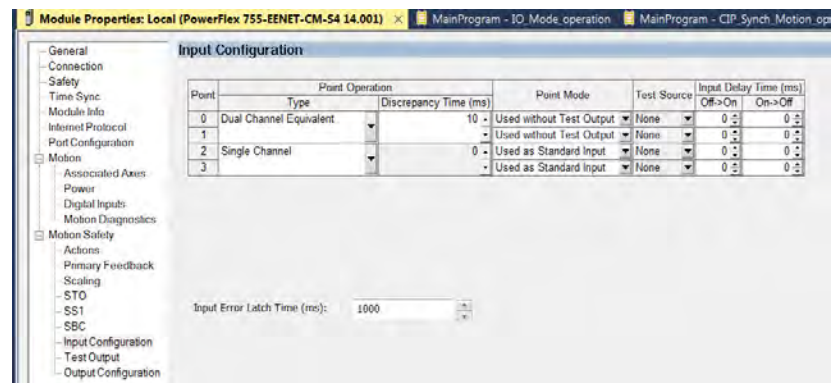 Module Properties: Local (PowerFlex 755-EENET-CM-S4 14.001) × MainProgram - IO_Mode_operation MainProgram - CIP_Synch_Motion_op
General
Connection
Safety
Time Sync
Module Info
Internet Protocol
Port Configuration
Motion
Associated Axes
Power
Digital Inputs
Motion Diagnostics
Motion Safety
Actions
Primary Feedback
Scaling
STO
SS1
SBC
Input Configuration
Test Output
Output Configuration
Input Configuration
Point Point Operation Point Mode Test Source Input Delay Time (ms)
Type Discrepancy Time (ms) Off->On On->Off
0 Dual Channel Equivalent 10 Used without Test Output None 0 0
1 Used without Test Output None 0 0
2 Single Channel 0 Used as Standard Input None 0 0
3 Used as Standard Input None 0 0
Input Error Latch Time (ms): 1000